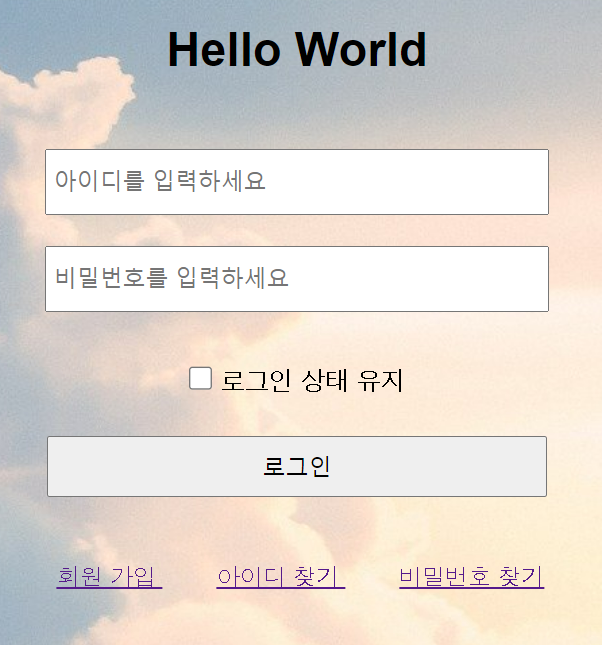 Hello World
아이디를 입력하세요
비밀번호를 입력하세요
로그인 상태 유지
로그인
회원 가입 아이디 찾기 비밀번호 찾기